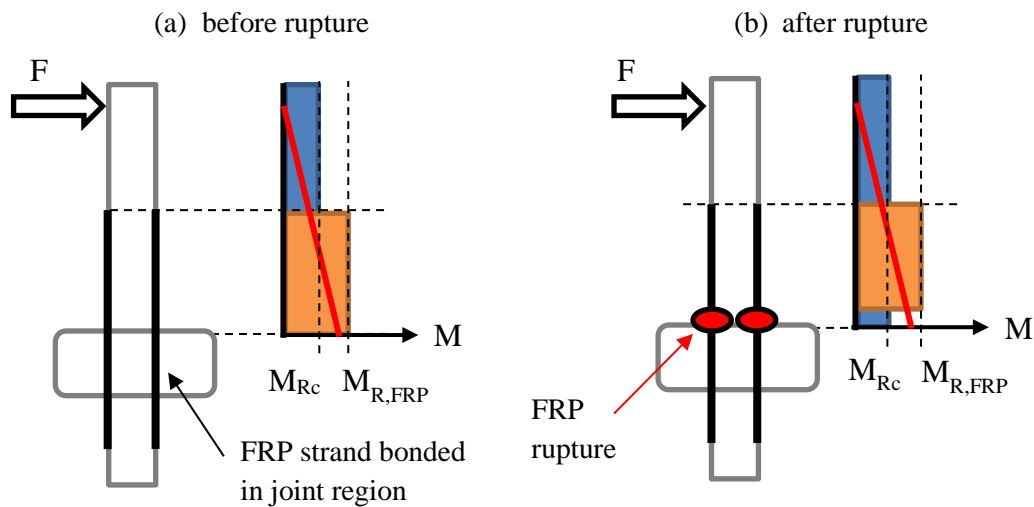 (a) before rupture
F
M
M_Rc
M_R,FRP
FRP strand bonded
in joint region
(b) after rupture
F
M
M_Rc
M_R,FRP
FRP
rupture